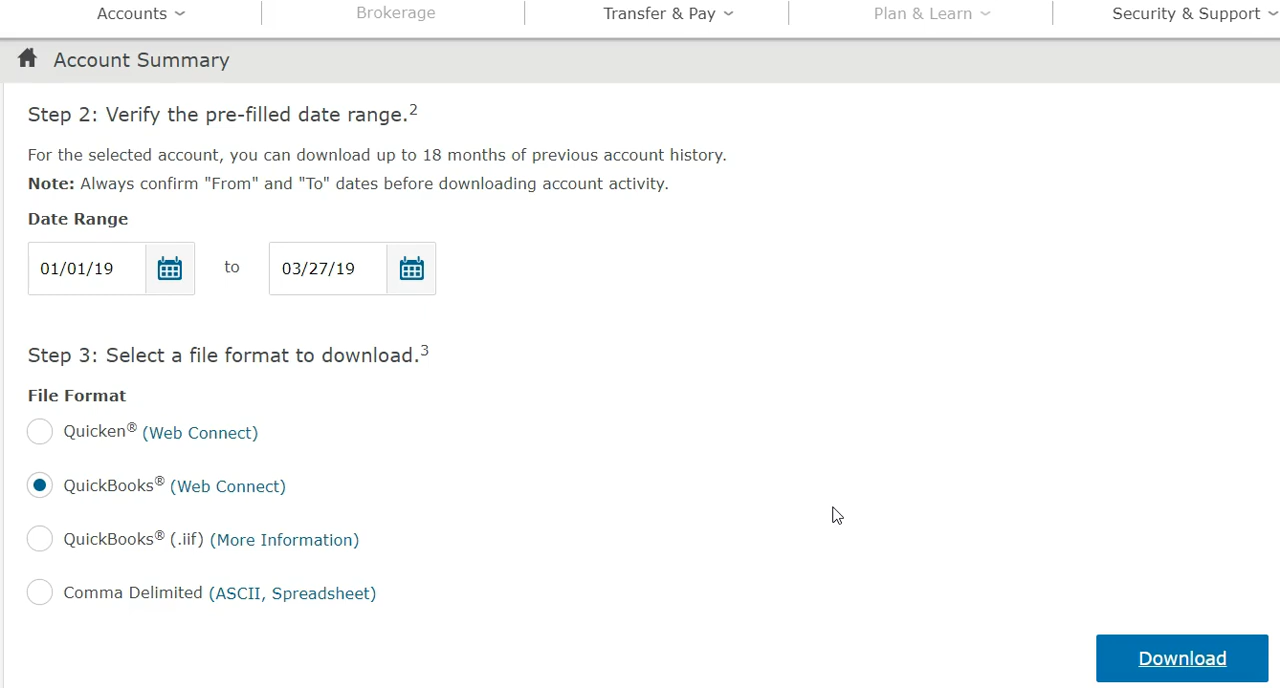 Accounts Brokerage Transfer & Pay Plan & Learn Security & Support
Account Summary
Step 2: Verify the pre-filled date range.2
For the selected account, you can download up to 18 months of previous account history.
Note: Always confirm "From" and "To" dates before downloading account activity.
Date Range
01/01/19 to 03/27/19
Step 3: Select a file format to download.3
File Format
Quicken® (Web Connect)
QuickBooks® (Web Connect)
QuickBooks® (.iif) (More Information)
Comma Delimited (ASCII, Spreadsheet)
Download